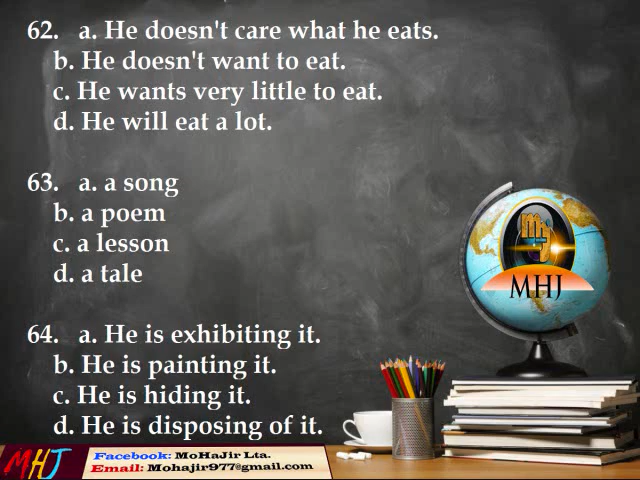 62. a. He doesn't care what he eats.
b. He doesn't want to eat.
c. He wants very little to eat.
d. He will eat a lot.
63. a. a song
b. a poem
c. a lesson
d. a tale
64. a. He is exhibiting it.
b. He is painting it.
c. He is hiding it.
d. He is disposing of it.
MHJ
MHJ
Facebook: MoHaJir Lta.
Email: Mohajir977@gmail.com